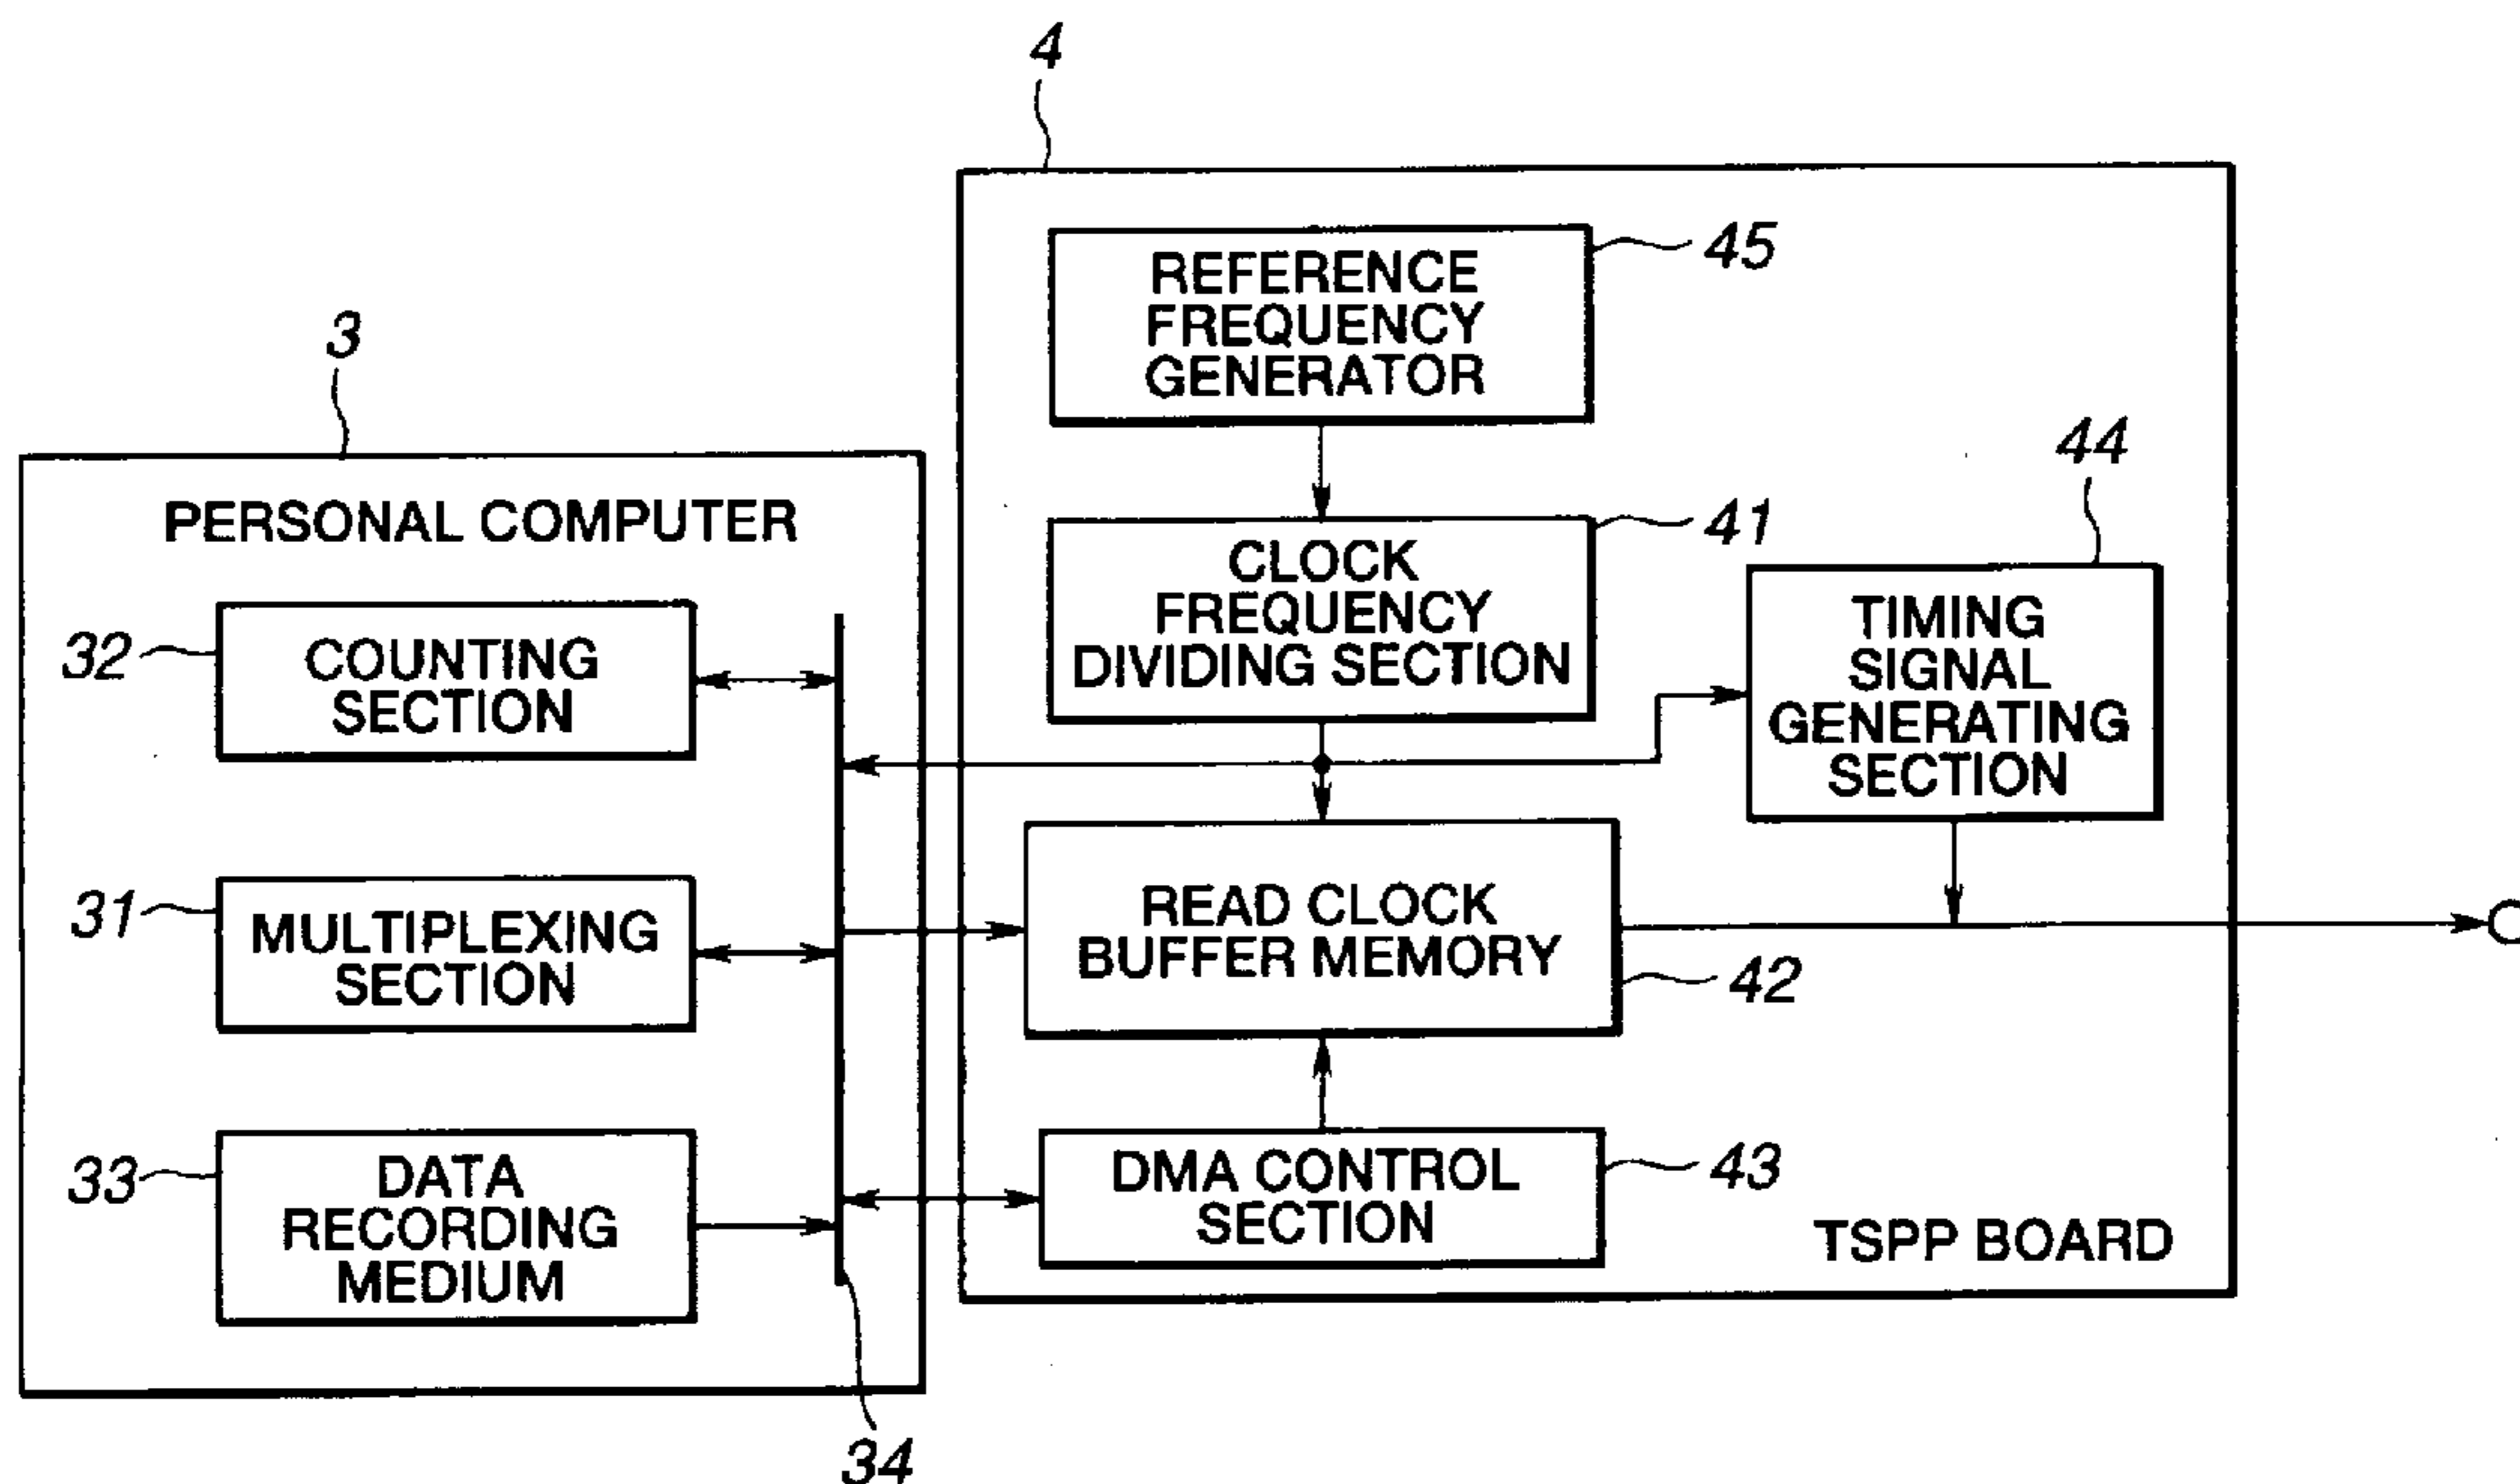 4
REFERENCE
FREQUENCY
GENERATOR
45
3
44
PERSONAL COMPUTER
CLOCK
FREQUENCY
DIVIDING SECTION
41
TIMING
SIGNAL
GENERATING
SECTION
32
COUNTING
SECTION
31
MULTIPLEXING
SECTION
READ CLOCK
BUFFER MEMORY
42
33
DATA
RECORDING
MEDIUM
DMA CONTROL
SECTION
43
TSPP BOARD
34